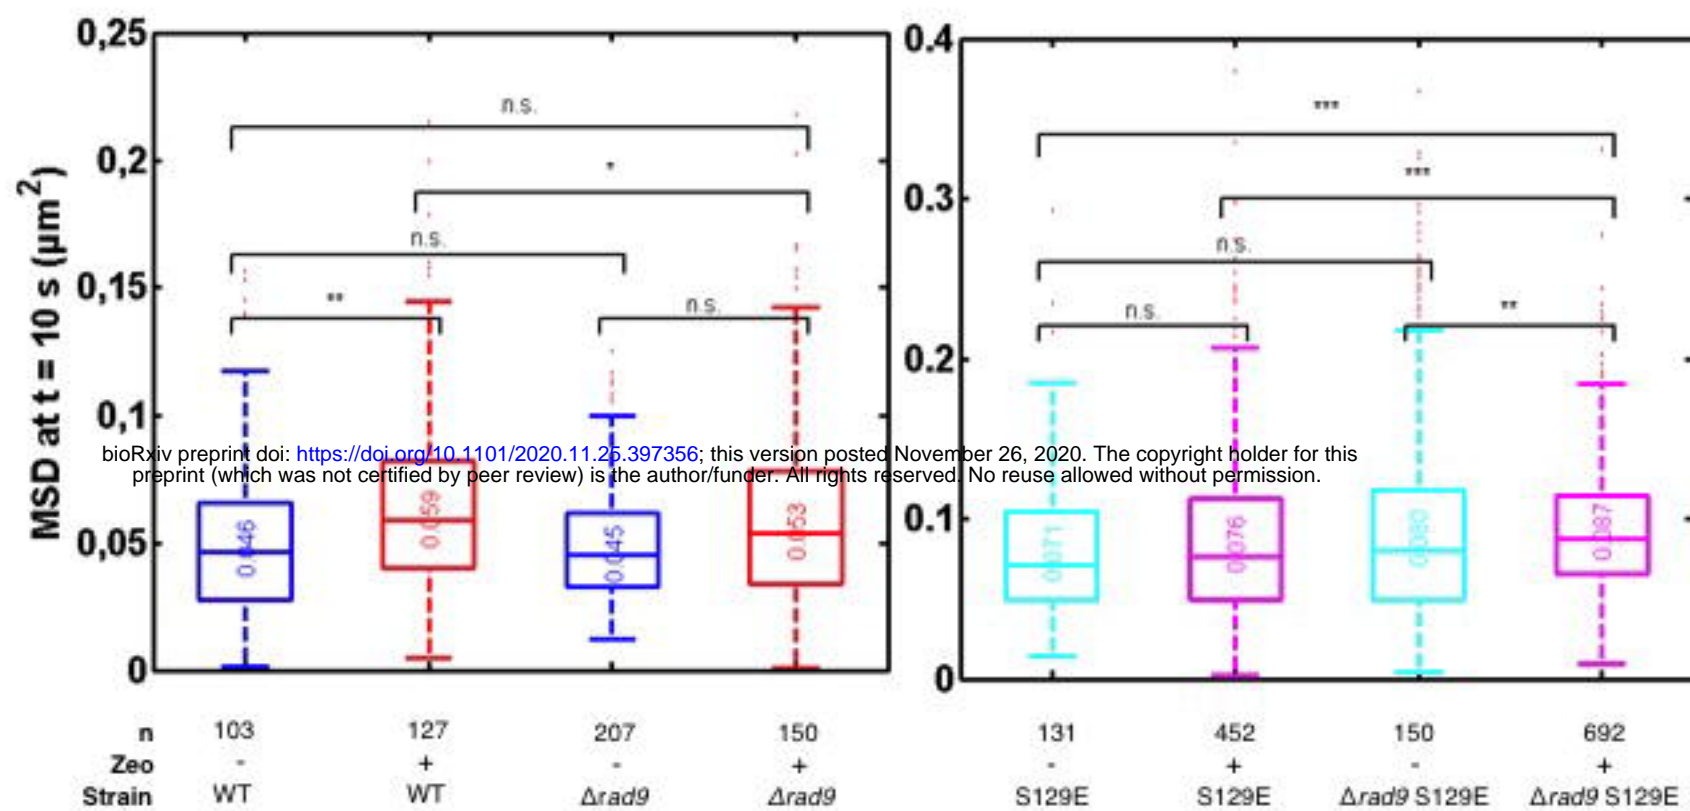 0,25
0,2
0,15
0,1
0,05
0
MSD at t = 10 s (μm²)
n.s.
*
n.s.
**
n.s.
0.046
0.059
0.045
0.053
0.4
0.3
0.2
0.1
0
***
***
n.s.
n.s.
**
0.071
0.076
0.080
0.087
bioRxiv preprint doi: https://doi.org/10.1101/2020.11.25.397356; this version posted November 26, 2020. The copyright holder for this
preprint (which was not certified by peer review) is the author/funder. All rights reserved. No reuse allowed without permission.
n 103 127 207 150 131 452 150 692
Zeo - + - + - + - +
Strain WT WT Δrad9 Δrad9 S129E S129E Δrad9 S129E Δrad9 S129E